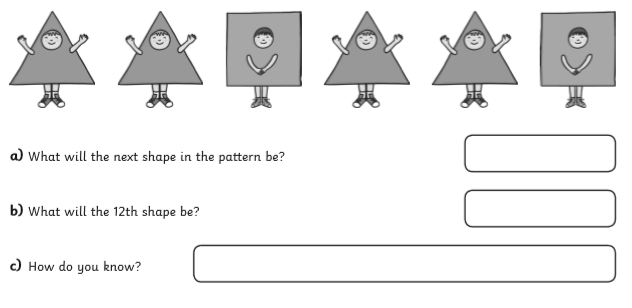 a) What will the next shape in the pattern be?
b) What will the 12th shape be?
c) How do you know?